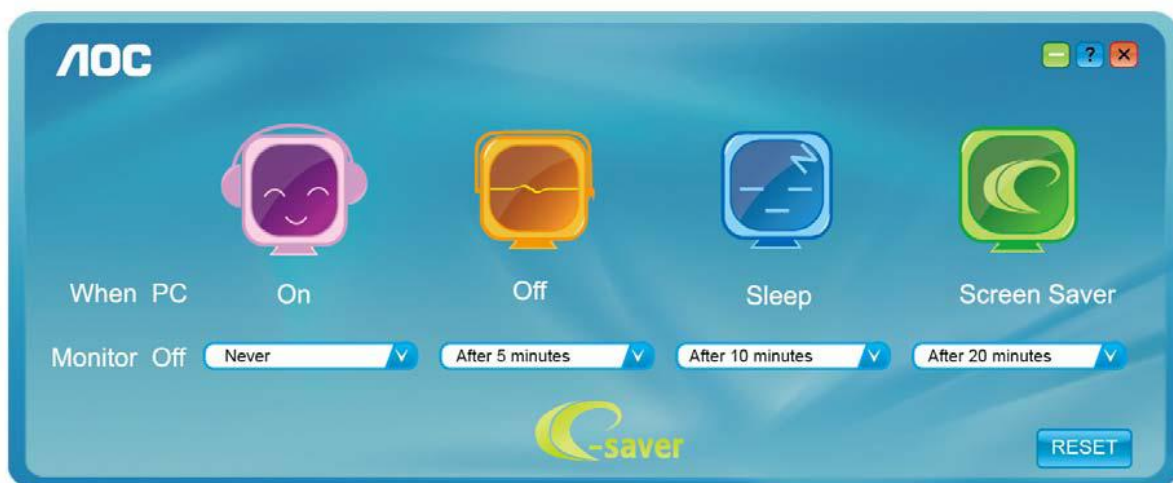 AOC
?
When PC On Off Sleep Screen Saver
Monitor Off Never After 5 minutes After 10 minutes After 20 minutes
e-saver
RESET